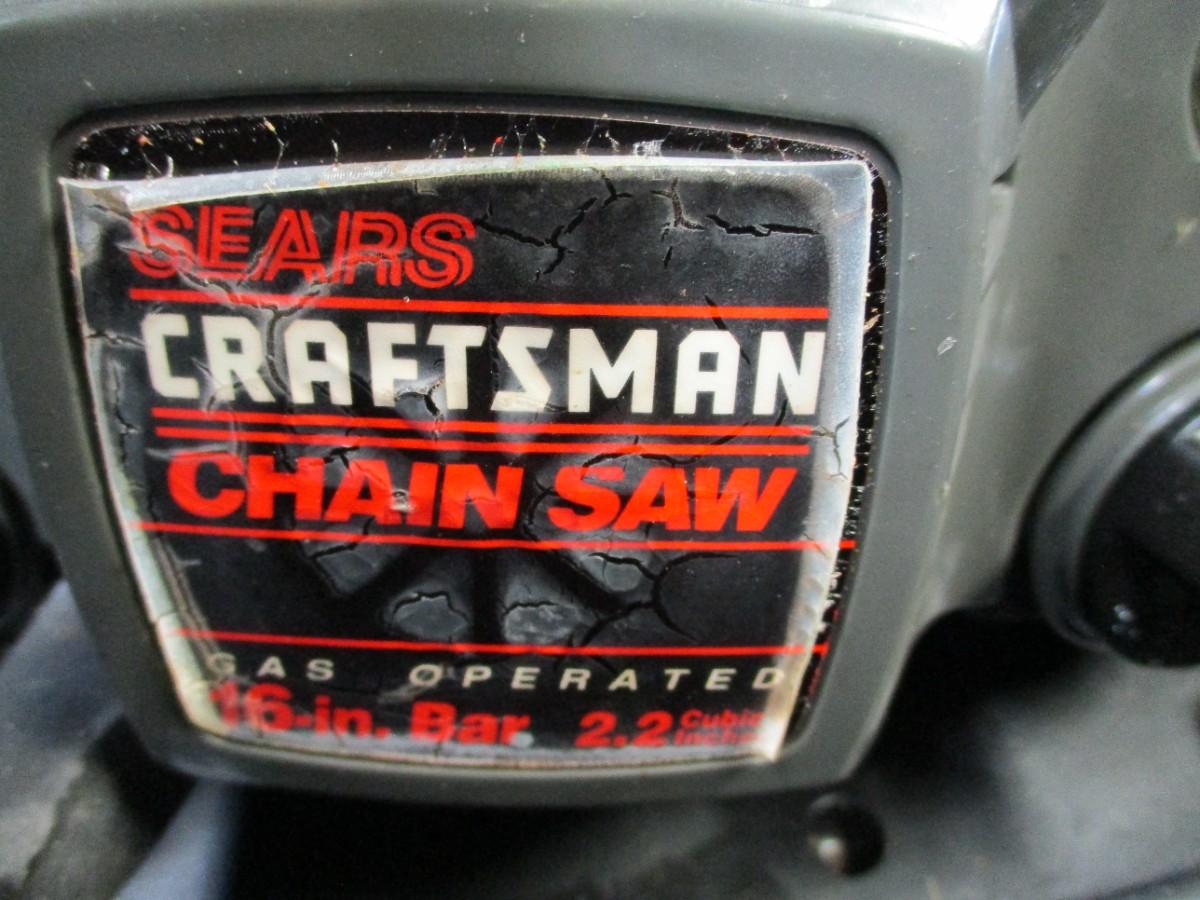 SEARS
CRAFTSMAN
CHAIN SAW
GAS OPERATED
16-in. Bar 2.2 Cubic
Inches